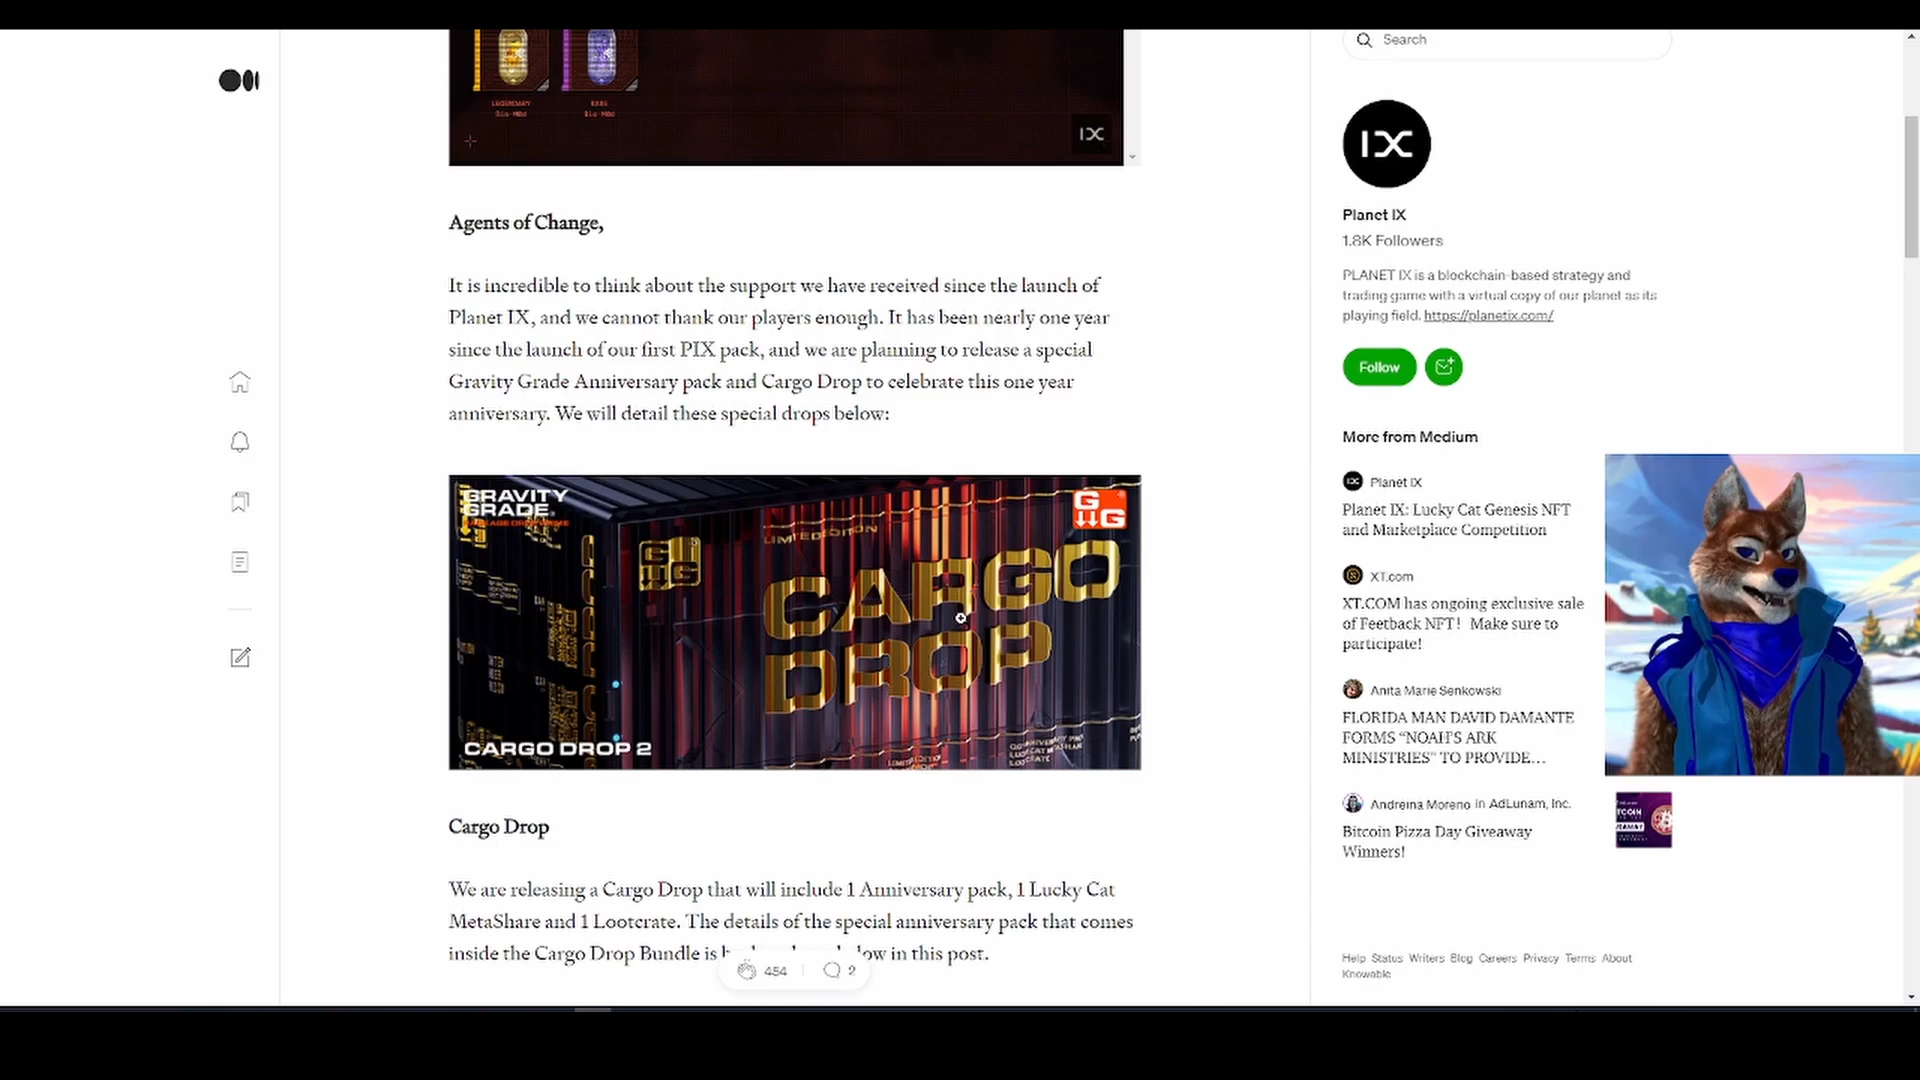 LEGENDARY
Bio-Mod
RARE
Bio-Mod
IX
Agents of Change,
It is incredible to think about the support we have received since the launch of
Planet IX, and we cannot thank our players enough. It has been nearly one year
since the launch of our first PIX pack, and we are planning to release a special
Gravity Grade Anniversary pack and Cargo Drop to celebrate this one year
anniversary. We will detail these special drops below:
GRAVITY
GRADE
G
G
LIMITED EDITION
CARGO
DROP
CARGO DROP 2
Cargo Drop
We are releasing a Cargo Drop that will include 1 Anniversary pack, 1 Lucky Cat
MetaShare and 1 Lootcrate. The details of the special anniversary pack that comes
inside the Cargo Drop Bundle is in this post.
454
2
Search
IX
Planet IX
1.8K Followers
PLANET IX is a blockchain-based strategy and
trading game with a virtual copy of our planet as its
playing field. https://planetix.com/
Follow
More from Medium
Planet IX
Planet IX: Lucky Cat Genesis NFT
and Marketplace Competition
XT.com
XT.COM has ongoing exclusive sale
of Feetback NFT! Make sure to
participate!
Anita Marie Senkowski
FLORIDA MAN DAVID DAMANTE
FORMS “NOAH’S ARK
MINISTRIES” TO PROVIDE…
Andreina Moreno in AdLunam, Inc.
Bitcoin Pizza Day Giveaway
Winners!
Help Status Writers Blog Careers Privacy Terms About
Knowable